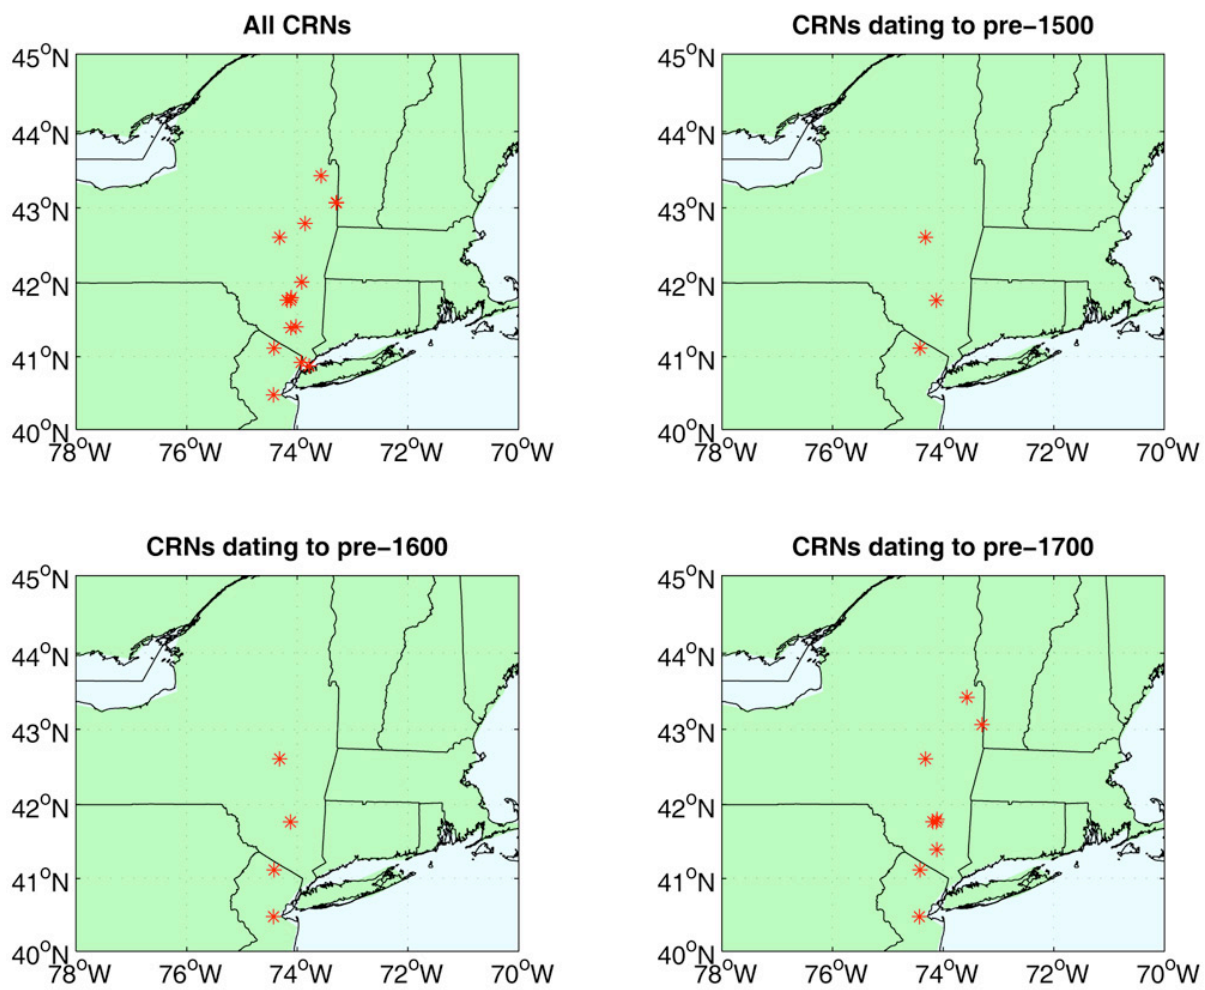 All CRNs
45°N
44°N
43°N
42°N
41°N
40°N
78°W 76°W 74°W 72°W 70°W
CRNs dating to pre−1500
45°N
44°N
43°N
42°N
41°N
40°N
78°W 76°W 74°W 72°W 70°W
CRNs dating to pre−1600
45°N
44°N
43°N
42°N
41°N
40°N
78°W 76°W 74°W 72°W 70°W
CRNs dating to pre−1700
45°N
44°N
43°N
42°N
41°N
40°N
78°W 76°W 74°W 72°W 70°W